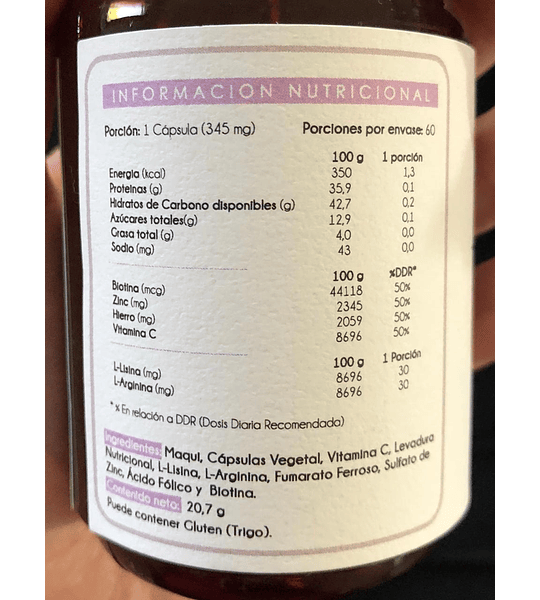 INFORMACION NUTRICIONAL
Porción: 1 Cápsula (345 mg) Porciones por envase: 60
100 g 1 porción
Energía (kcal) 350 1,3
Proteínas (g) 35,9 0,1
Hidratos de Carbono disponibles (g) 42,7 0,2
Azúcares totales(g) 12,9 0,1
Grasa total (g) 4,0 0,0
Sodio (mg) 43 0,0
100 g %DDR*
Biotina (mcg) 44118 50%
Zinc (mg) 2345 50%
Hierro (mg) 2059 50%
Vitamina C 8696 50%
100 g 1 Porción
L-Lisina (mg) 8696 30
L-Arginina (mg) 8696 30
* % En relación a DDR (Dosis Diaria Recomendada)
Ingredientes: Maqui, Cápsulas Vegetal, Vitamina C, Levadura
Nutricional, L-Lisina, L-Arginina, Fumarato Ferroso, Sulfato de
Zinc, Ácido Fólico y Biotina.
Contenido neto: 20,7 g
Puede contener Gluten (Trigo).